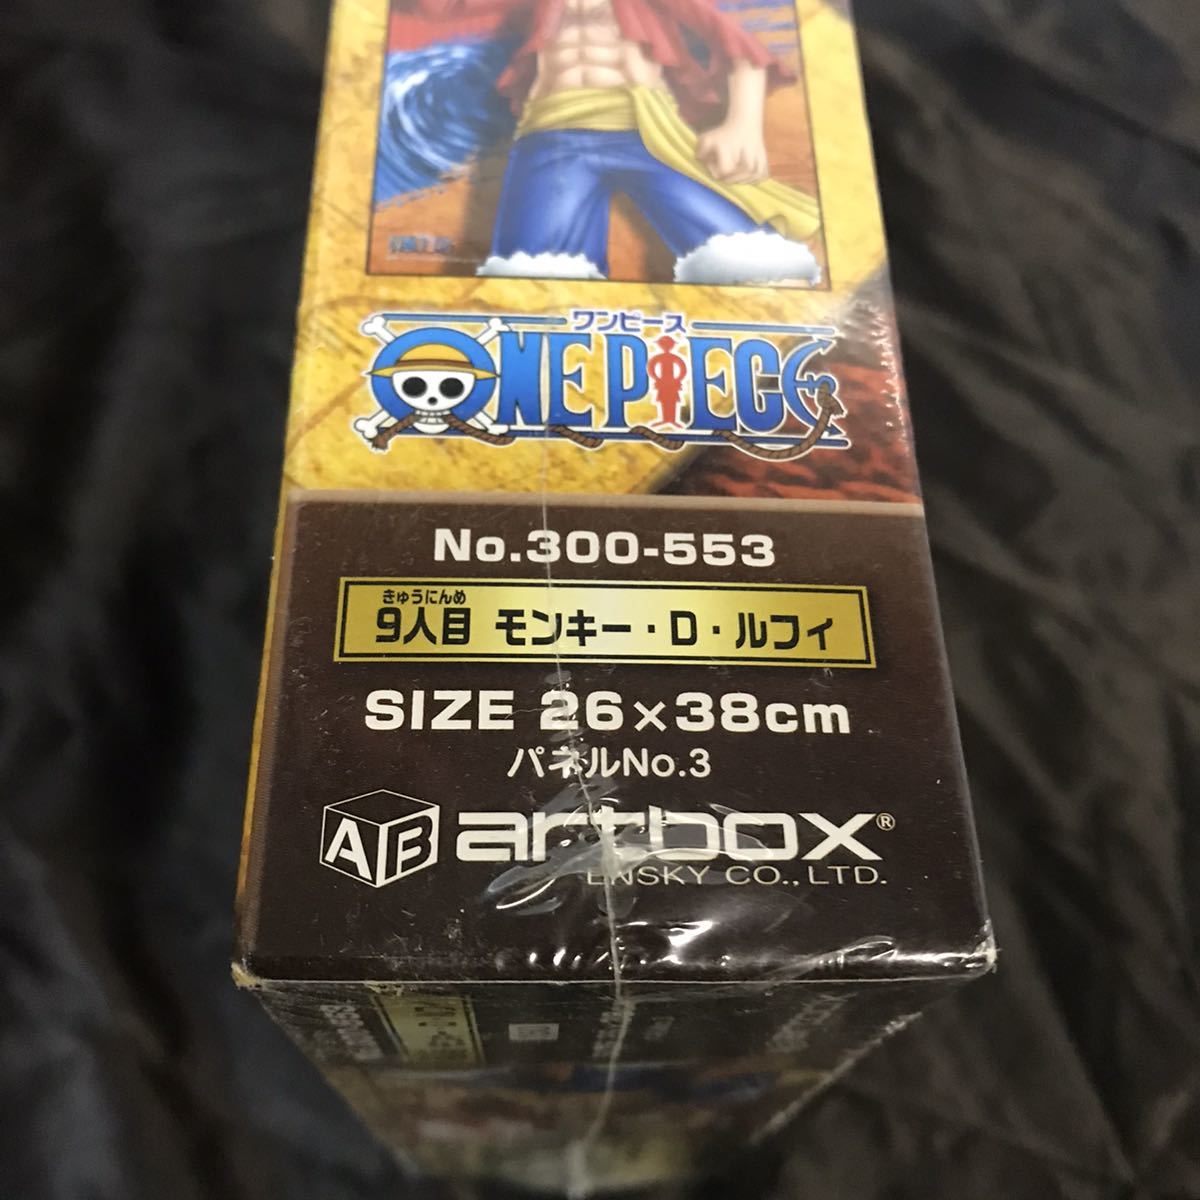 ワンピース
ONE PIECE
No.300-553
きゅうにんめ
9人目 モンキー・D・ルフィ
SIZE 26×38cm
パネルNo.3
AB artbox®
ENSKY CO., LTD.